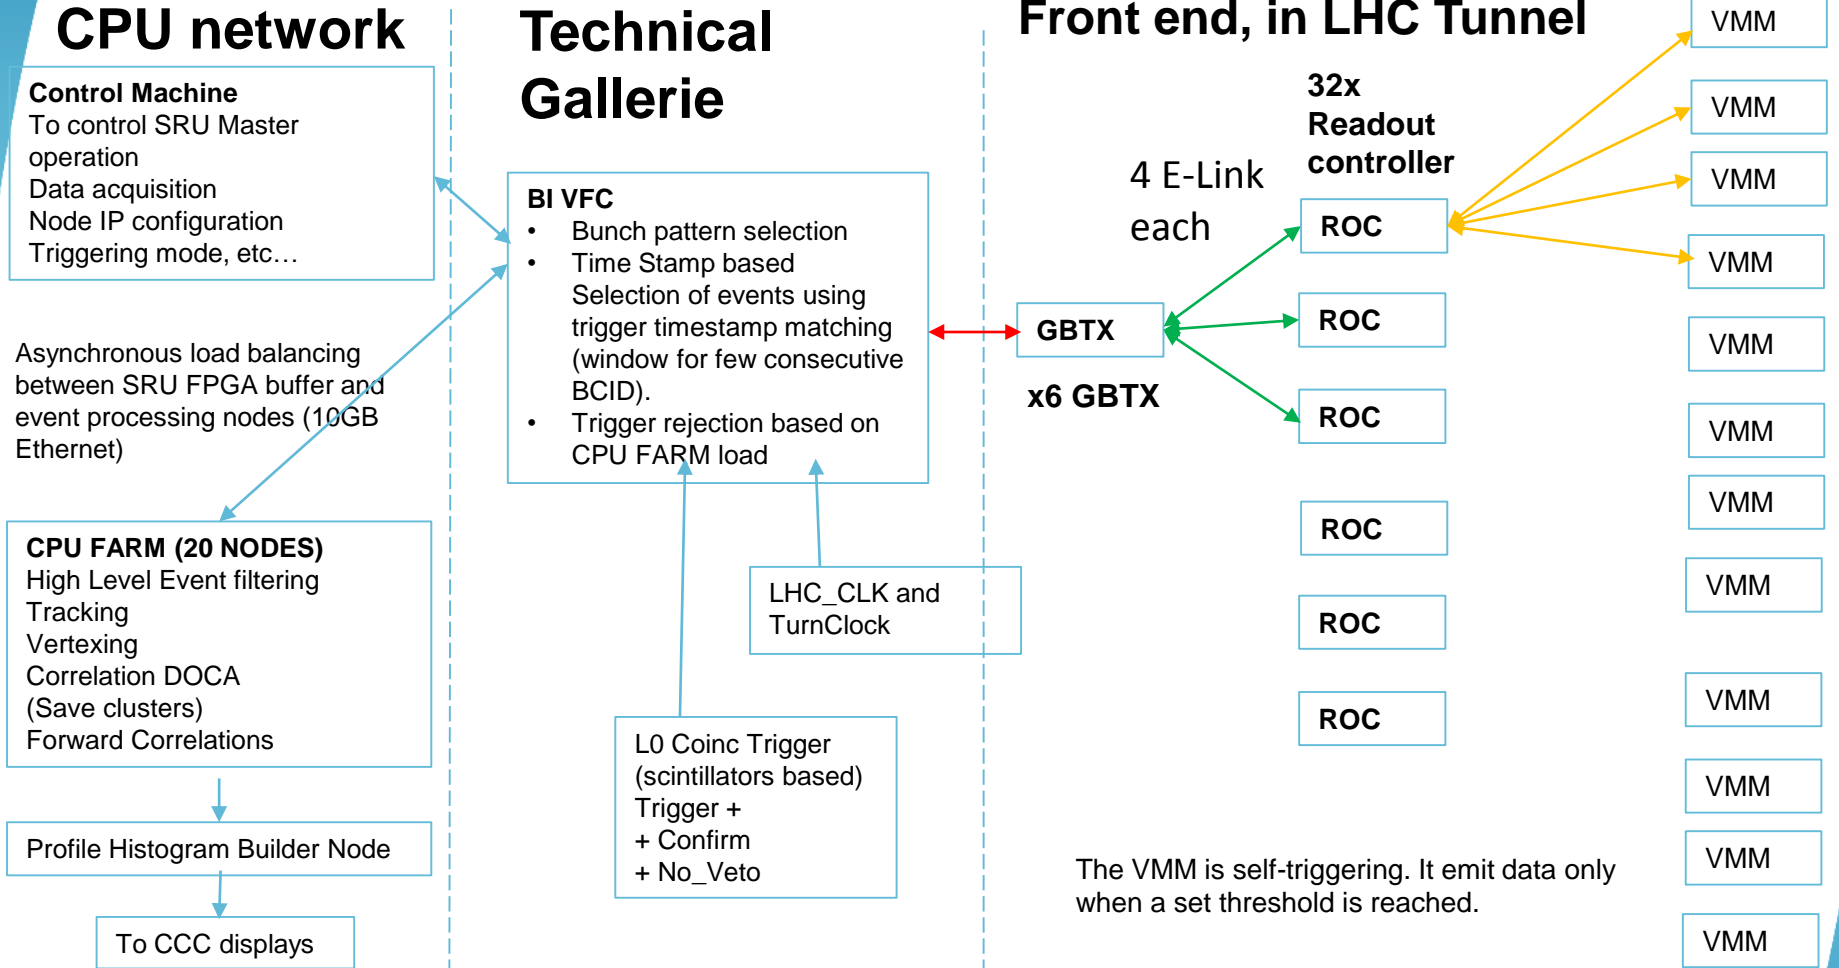 CPU network
Control Machine
To control SRU Master
operation
Data acquisition
Node IP configuration
Triggering mode, etc…
Asynchronous load balancing
between SRU FPGA buffer and
event processing nodes (10GB
Ethernet)
CPU FARM (20 NODES)
High Level Event filtering
Tracking
Vertexing
Correlation DOCA
(Save clusters)
Forward Correlations
Profile Histogram Builder Node
To CCC displays
Technical
Gallerie
BI VFC
• Bunch pattern selection
• Time Stamp based
Selection of events using
trigger timestamp matching
(window for few consecutive
BCID).
• Trigger rejection based on
CPU FARM load
LHC_CLK and
TurnClock
L0 Coinc Trigger
(scintillators based)
Trigger +
+ Confirm
+ No_Veto
Front end, in LHC Tunnel
32x
Readout
controller
4 E-Link
each
GBTX
x6 GBTX
ROC
ROC
ROC
ROC
ROC
ROC
The VMM is self-triggering. It emit data only
when a set threshold is reached.
VMM
VMM
VMM
VMM
VMM
VMM
VMM
VMM
VMM
VMM
VMM
VMM